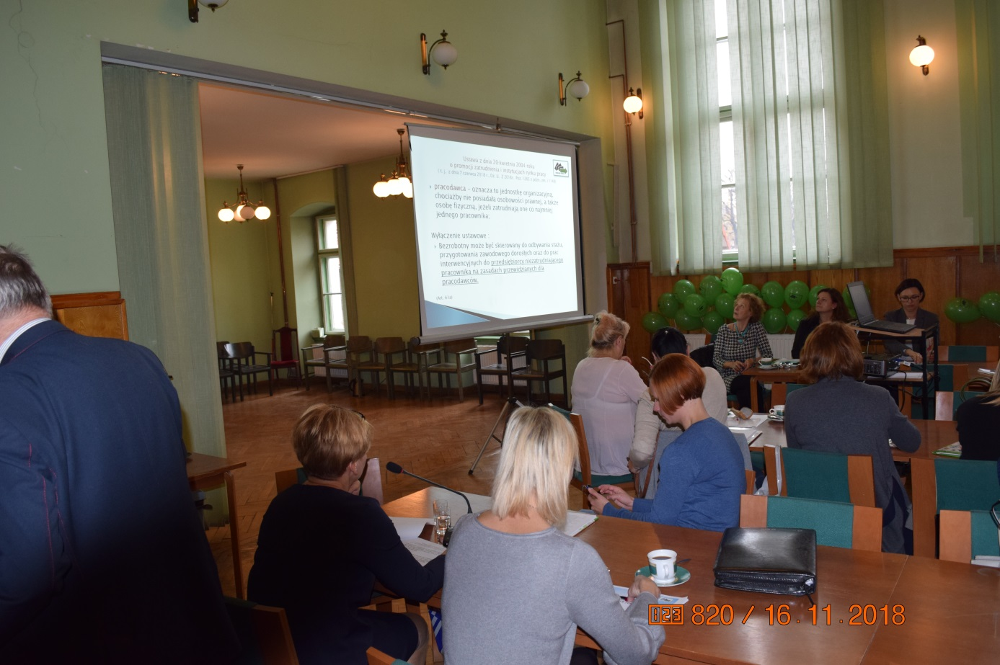 Ustawa z dnia 20 kwietnia 2004 roku
o promocji zatrudnienia i instytucjach rynku pracy
pracodawca – oznacza to jednostkę organizacyjną,
chociażby nie posiadała osobowości prawnej, a także
osobę fizyczną, jeżeli zatrudniają one co najmniej
jednego pracownika.
Wyłączenie ustawowe :
Bezrobotny może być skierowany do odbywania stażu,
przygotowania zawodowego dorosłych oraz do prac
interwencyjnych do przedsiębiorcy niezatrudniającego
pracownika na zasadach przewidzianych dla
pracodawców.
123 820 / 16.11.2018